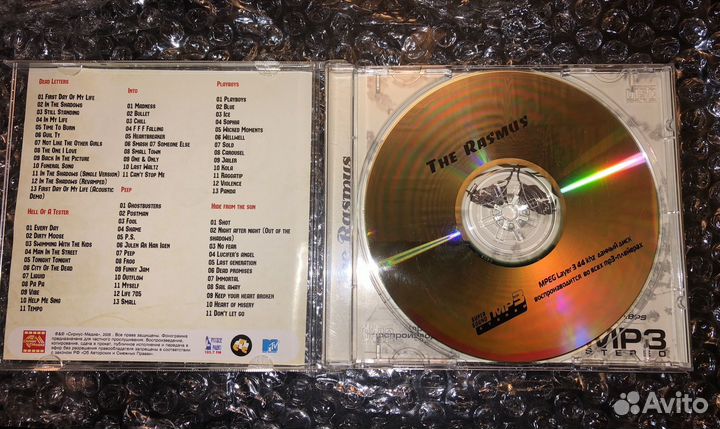 DEAD LETTERS
01 FIRST DAY OF MY LIFE
02 IN THE SHADOWS
03 STILL STANDING
04 IN MY LIFE
05 TIME TO BURN
06 GUILTY
07 NOT LIKE THE OTHER GIRLS
08 THE ONE I LOVE
09 BACK IN THE PICTURE
10 FUNERAL SONG
11 IN THE SHADOWS (SINGLE VERSION)
12 IN THE SHADOWS (REVAMPED)
13 FIRST DAY OF MY LIFE (ACOUSTIC
DEMO)
HELL OF A TESTER
01 EVERY DAY
02 DIRTY MOOSE
03 SWIMMING WITH THE KIDS
04 MAN IN THE STREET
05 TONIGHT TONIGHT
06 CITY OF THE DEAD
07 LIQUID
08 PA PA
09 VIBE
10 HELP ME SING
11 TEMPO
INTO
01 MADNESS
02 BULLET
03 CHILL
04 F F F FALLING
05 HEARTBREAKER
06 SMASH 07 SOMEONE ELSE
08 SMALL TOWN
09 ONE & ONLY
10 LAST WALTZ
11 CAN'T STOP ME
PEEP
01 GHOSTBUSTERS
02 POSTMAN
03 FOOL
04 SHAME
05 P.S.
06 JULEN AR HAN IGEN
07 PEEP
08 FROG
09 FUNKY JAM
10 OUTFLOW
11 MYSELF
12 LIFE 705
13 SMALL
PLAYBOYS
01 PLAYBOYS
02 BLUE
03 ICE
04 SOPHIA
05 WICKED MOMENTS
06 WELLWELL
07 SOLD
08 CAROUSEL
09 JAILER
10 KOLA
11 RAGGATIP
12 VIOLENCE
13 PANDA
HIDE FROM THE SUN
01 SHOT
02 NIGHT AFTER NIGHT (OUT OF THE
SHADOWS)
03 NO FEAR
04 LUCIFER'S ANGEL
05 LAST GENERATION
06 DEAD PROMISES
07 IMMORTAL
08 SAIL AWAY
09 KEEP YOUR HEART BROKEN
10 HEART OF MISERY
11 DON'T LET GO
MTV
The Rasmus
THE RASMUS
MPEG Layer 3 44 khz данный диск
воспроизводится во всех mp3-плейерах
MP3
MP3
STEREO
Avito